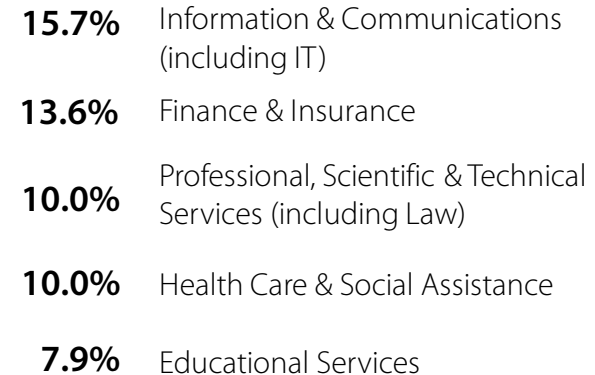 15.7% Information & Communications
(including IT)
13.6% Finance & Insurance
10.0% Professional, Scientific & Technical
Services (including Law)
10.0% Health Care & Social Assistance
7.9% Educational Services